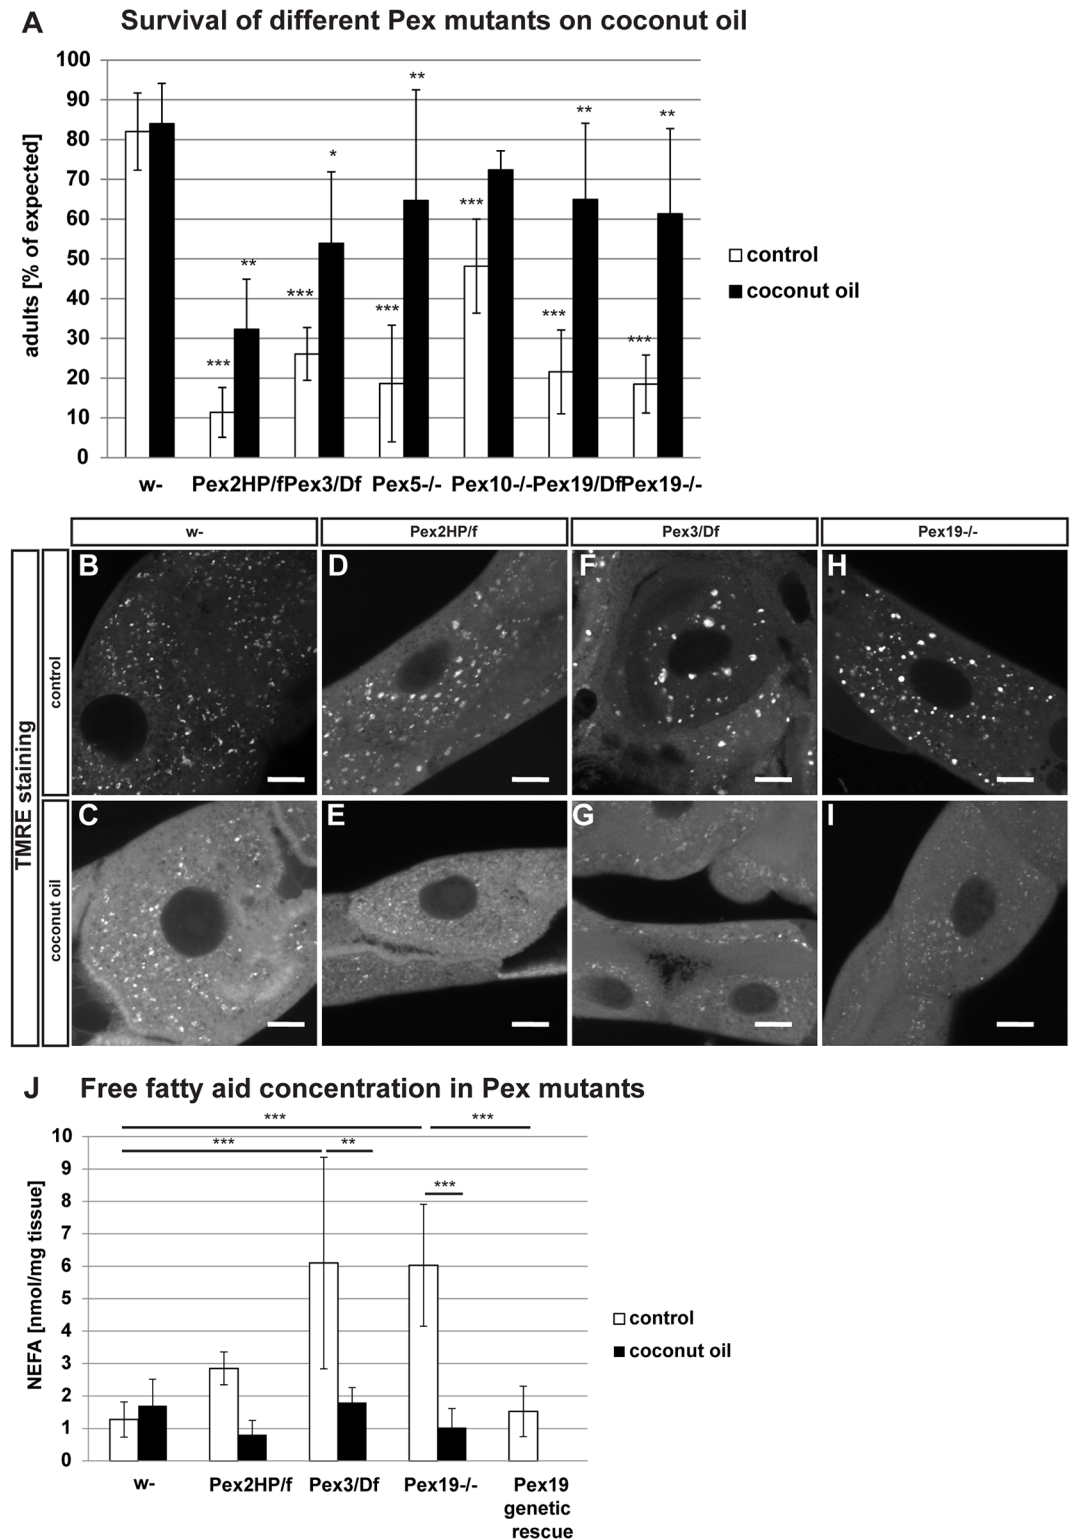 A Survival of different Pex mutants on coconut oil
adults [% of expected]
100
90
80
70
60
50
40
30
20
10
0
**
**
**
*
***
**
***
***
***
***
***
control
coconut oil
w- Pex2HP/f Pex3/Df Pex5-/- Pex10-/- Pex19/Df Pex19-/-
w- Pex2HP/f Pex3/Df Pex19-/-
TMRE staining
control
B D F H
coconut oil
C E G I
J Free fatty aid concentration in Pex mutants
NEFA [nmol/mg tissue]
*** ***
*** **
***
10
9
8
7
6
5
4
3
2
1
0
control
coconut oil
w- Pex2HP/f Pex3/Df Pex19-/- Pex19
genetic
rescue